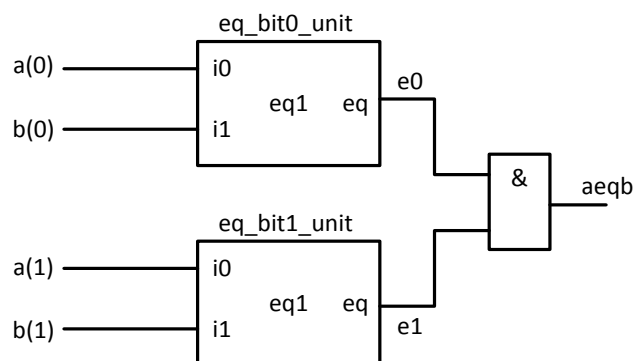 eq_bit0_unit
a(0)
i0
e0
eq1
eq
b(0)
i1
&
aeqb
eq_bit1_unit
a(1)
i0
eq1
eq
b(1)
i1
e1